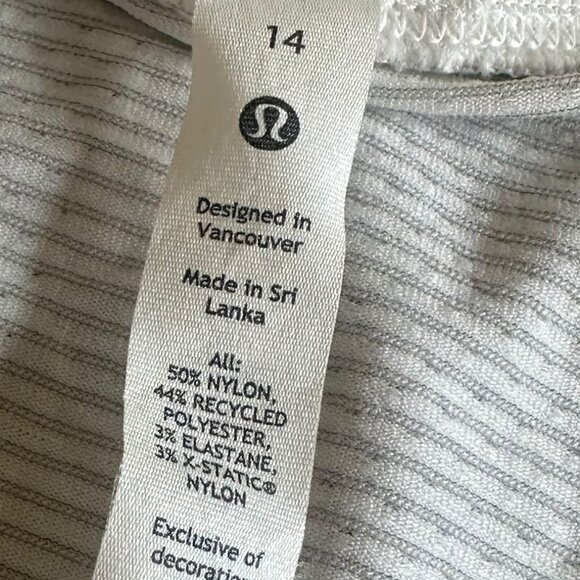 14
Designed in
Vancouver
Made in Sri
Lanka
All:
50% NYLON,
44% RECYCLED
POLYESTER,
3% ELASTANE,
3% X-STATIC®
NYLON
Exclusive of